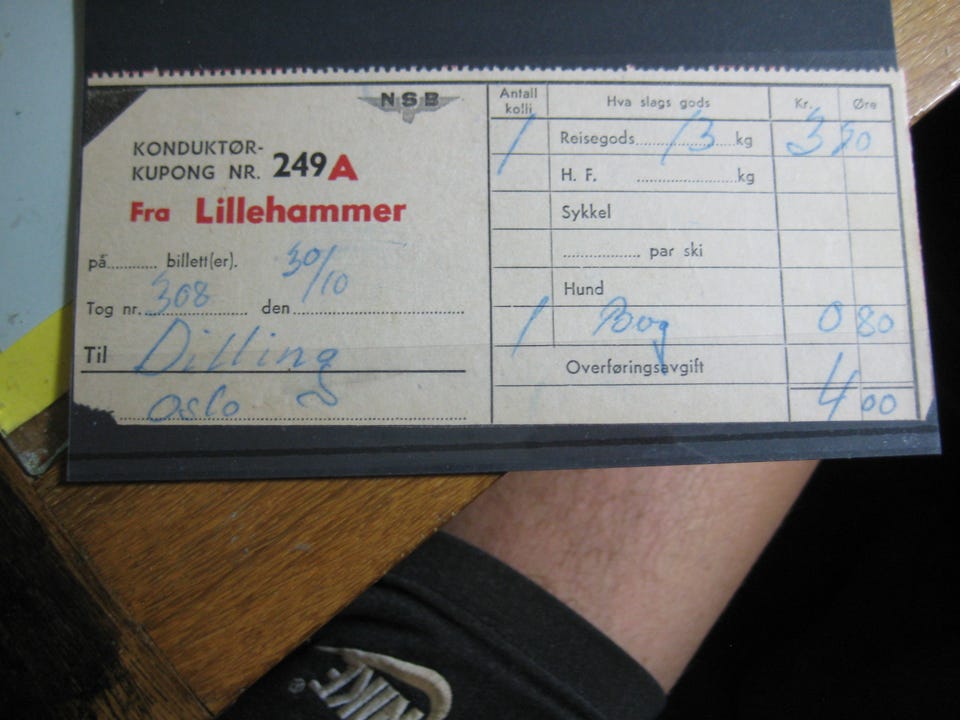 NSB
KONDUKTØR-
KUPONG NR. 249A
Fra Lillehammer
på........... billett(er). 30/10
Tog nr. 308 den
Til Dilling
Oslo
Antall kolli Hva slags gods Kr. Øre
1 Reisegods 13 kg 3 20
H. F. kg
Sykkel
par ski
Hund
1 0 80
Overføringsavgift
4 00
NIKE
®